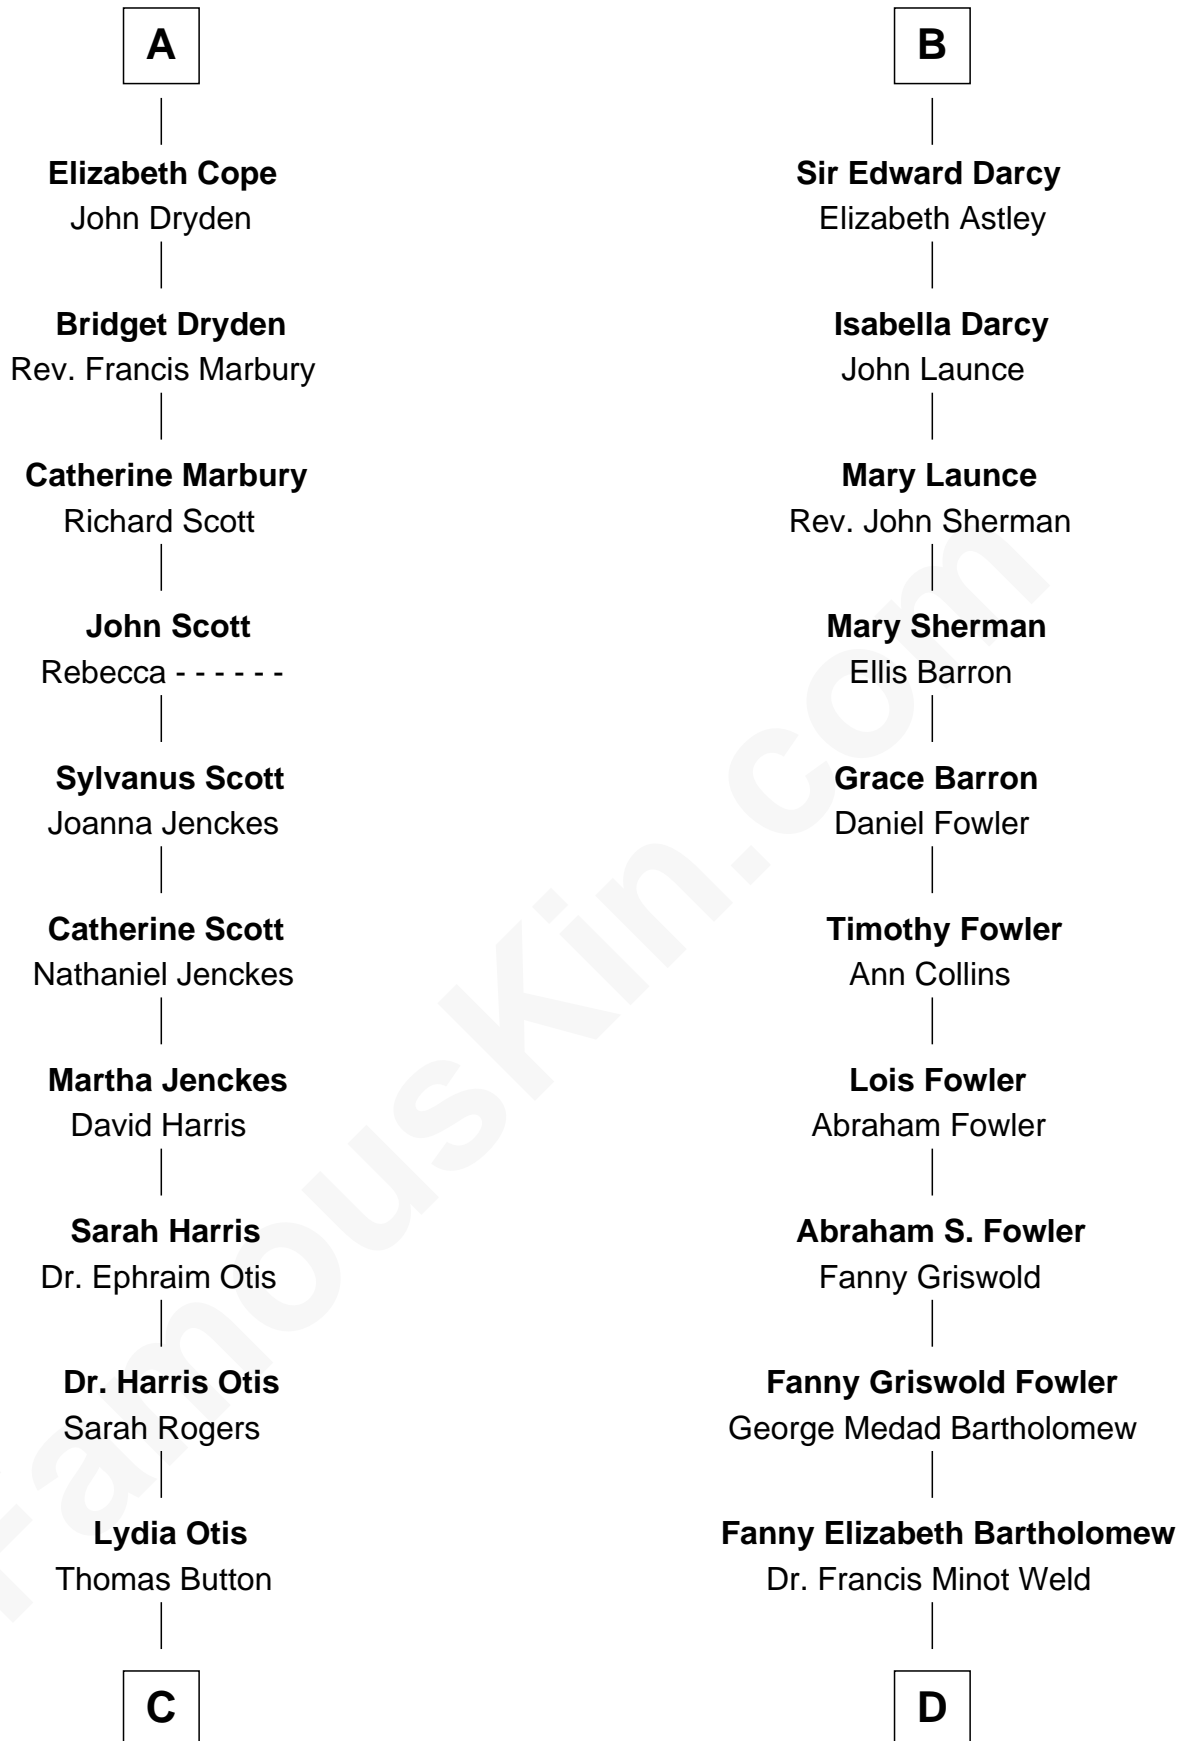 A
Elizabeth Cope
John Dryden
Bridget Dryden
Rev. Francis Marbury
Catherine Marbury
Richard Scott
John Scott
Rebecca - - - - - -
Sylvanus Scott
Joanna Jenckes
Catherine Scott
Nathaniel Jenckes
Martha Jenckes
David Harris
Sarah Harris
Dr. Ephraim Otis
Dr. Harris Otis
Sarah Rogers
Lydia Otis
Thomas Button
C
B
Sir Edward Darcy
Elizabeth Astley
Isabella Darcy
John Launce
Mary Launce
Rev. John Sherman
Mary Sherman
Ellis Barron
Grace Barron
Daniel Fowler
Timothy Fowler
Ann Collins
Lois Fowler
Abraham Fowler
Abraham S. Fowler
Fanny Griswold
Fanny Griswold Fowler
George Medad Bartholomew
Fanny Elizabeth Bartholomew
Dr. Francis Minot Weld
D
FamousKin.com